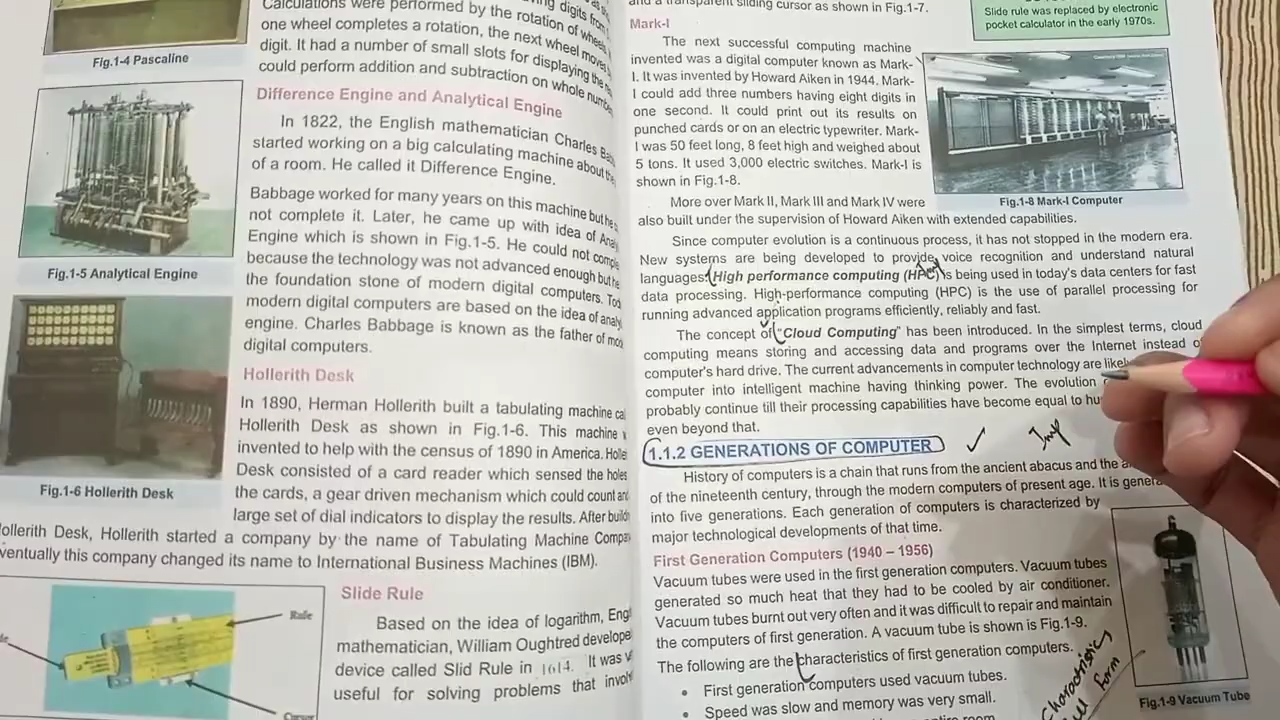 Calculations were performed by the rotation of wheels
one wheel completes a rotation, the next wheel moves
digit. It had a number of small slots for displaying the
could perform addition and subtraction on whole
Fig.1-4 Pascaline
Difference Engine and Analytical Engine
In 1822, the English mathematician Charles
started working on a big calculating machine about the
of a room. He called it Difference Engine.
Babbage worked for many years on this machine but he
not complete it. Later, he came up with idea of
Engine which is shown in Fig.1-5. He could not
because the technology was not advanced enough but
the foundation stone of modern digital computers.
modern digital computers are based on the idea of
engine. Charles Babbage is known as the father of
digital computers.
Fig.1-5 Analytical Engine
Hollerith Desk
In 1890, Herman Hollerith built a tabulating machine
Hollerith Desk as shown in Fig.1-6. This machine
invented to help with the census of 1890 in America.
Desk consisted of a card reader which sensed the holes
the cards, a gear driven mechanism which could count
large set of dial indicators to display the results. After
Fig.1-6 Hollerith Desk
Hollerith Desk, Hollerith started a company by the name of Tabulating Machine
eventually this company changed its name to International Business Machines (IBM).
Slide Rule
Based on the idea of logarithm,
mathematician, William Oughtred
device called Slid Rule in 1614. It was
useful for solving problems that
Rule
Cursor
and a transparent sliding cursor as shown in Fig.1-7.
Slide rule was replaced by electronic
pocket calculator in the early 1970s.
Mark-I
The next successful computing machine
invented was a digital computer known as Mark-
I. It was invented by Howard Aiken in 1944. Mark-
I could add three numbers having eight digits in
one second. It could print out its results on
punched cards or on an electric typewriter. Mark-
I was 50 feet long, 8 feet high and weighed about
5 tons. It used 3,000 electric switches. Mark-I is
shown in Fig.1-8.
Fig.1-8 Mark-I Computer
More over Mark II, Mark III and Mark IV were
also built under the supervision of Howard Aiken with extended capabilities.
Since computer evolution is a continuous process, it has not stopped in the modern era.
New systems are being developed to provide voice recognition and understand natural
languages. High performance computing is being used in today's data centers for fast
data processing. High-performance computing (HPC) is the use of parallel processing for
running advanced application programs efficiently, reliably and fast.
The concept of "Cloud Computing" has been introduced. In the simplest terms, cloud
computing means storing and accessing data and programs over the Internet instead
computer's hard drive. The current advancements in computer technology are
computer into intelligent machine having thinking power. The evolution
probably continue till their processing capabilities have become equal to
even beyond that.
1.1.2 GENERATIONS OF COMPUTER ✓ Imp
History of computers is a chain that runs from the ancient abacus and the
of the nineteenth century, through the modern computers of present age. It is
into five generations. Each generation of computers is characterized by
major technological developments of that time.
First Generation Computers (1940 – 1956)
Vacuum tubes were used in the first generation computers. Vacuum tubes
generated so much heat that they had to be cooled by air conditioner.
Vacuum tubes burnt out very often and it was difficult to repair and maintain
the computers of first generation. A vacuum tube is shown in Fig.1-9.
The following are the characteristics of first generation computers.
• First generation computers used vacuum tubes.
• Speed was slow and memory was very small.
Fig.1-9 Vacuum Tube